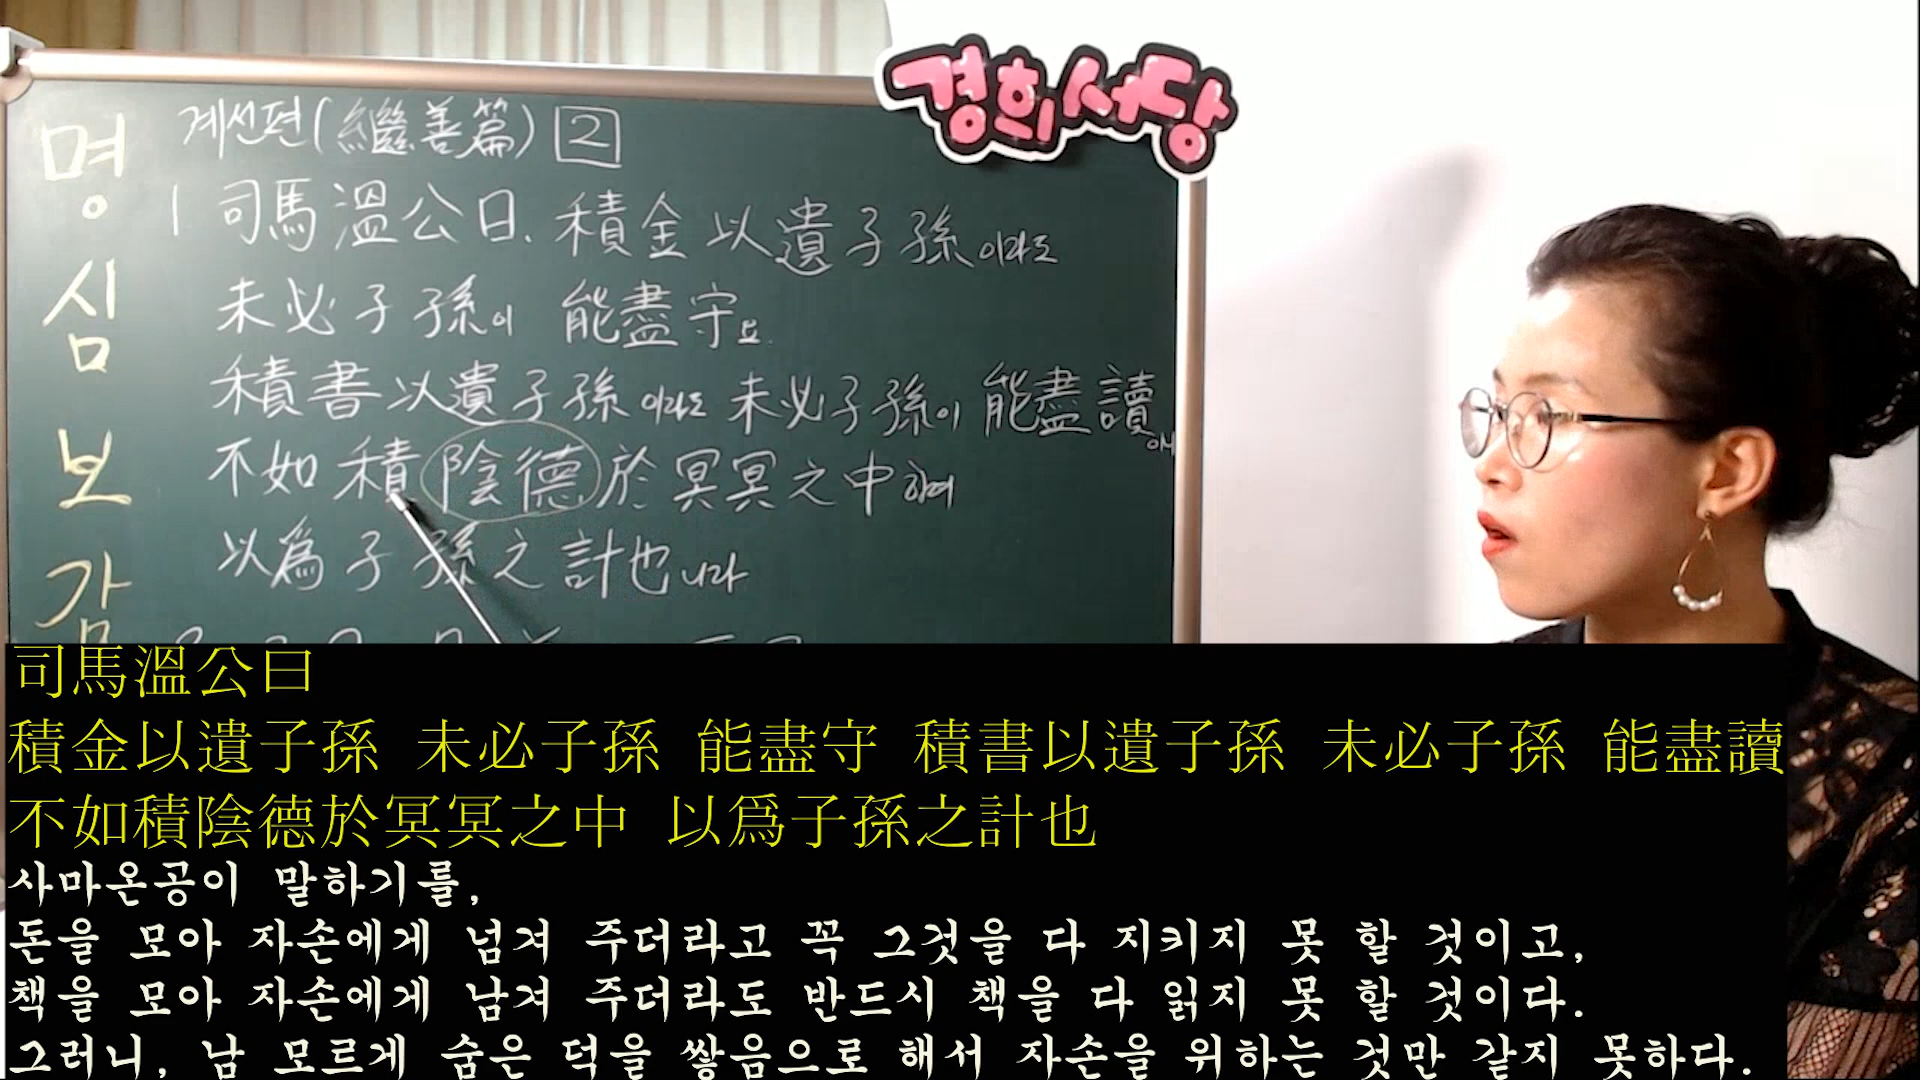 경희서당
명심보감
계선편(繼善篇) 2
1 司馬溫公曰. 積金以遺子孫이라도
未必子孫이 能盡守요.
積書以遺子孫이라도 未必子孫이 能盡讀이니
不如積陰德於冥冥之中하여
以爲子孫之計也니라
司馬溫公曰
積金以遺子孫 未必子孫 能盡守 積書以遺子孫 未必子孫 能盡讀
不如積陰德於冥冥之中 以爲子孫之計也
사마온공이 말하기를,
돈을 모아 자손에게 넘겨 주더라고 꼭 그것을 다 지키지 못 할 것이고,
책을 모아 자손에게 남겨 주더라도 반드시 책을 다 읽지 못 할 것이다.
그러니, 남 모르게 숨은 덕을 쌓음으로 해서 자손을 위하는 것만 같지 못하다.